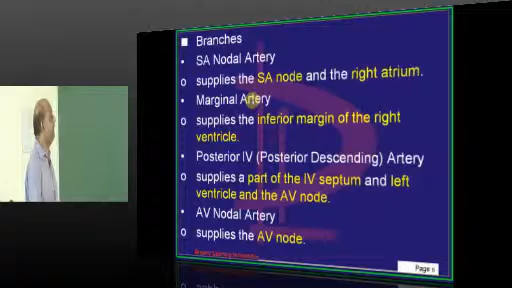 Branches
SA Nodal Artery
supplies the SA node and the right atrium.
Marginal Artery
supplies the inferior margin of the right
ventricle.
Posterior IV (Posterior Descending) Artery
supplies a part of the IV septum and left
ventricle and the AV node.
AV Nodal Artery
supplies the AV node.
Page 8